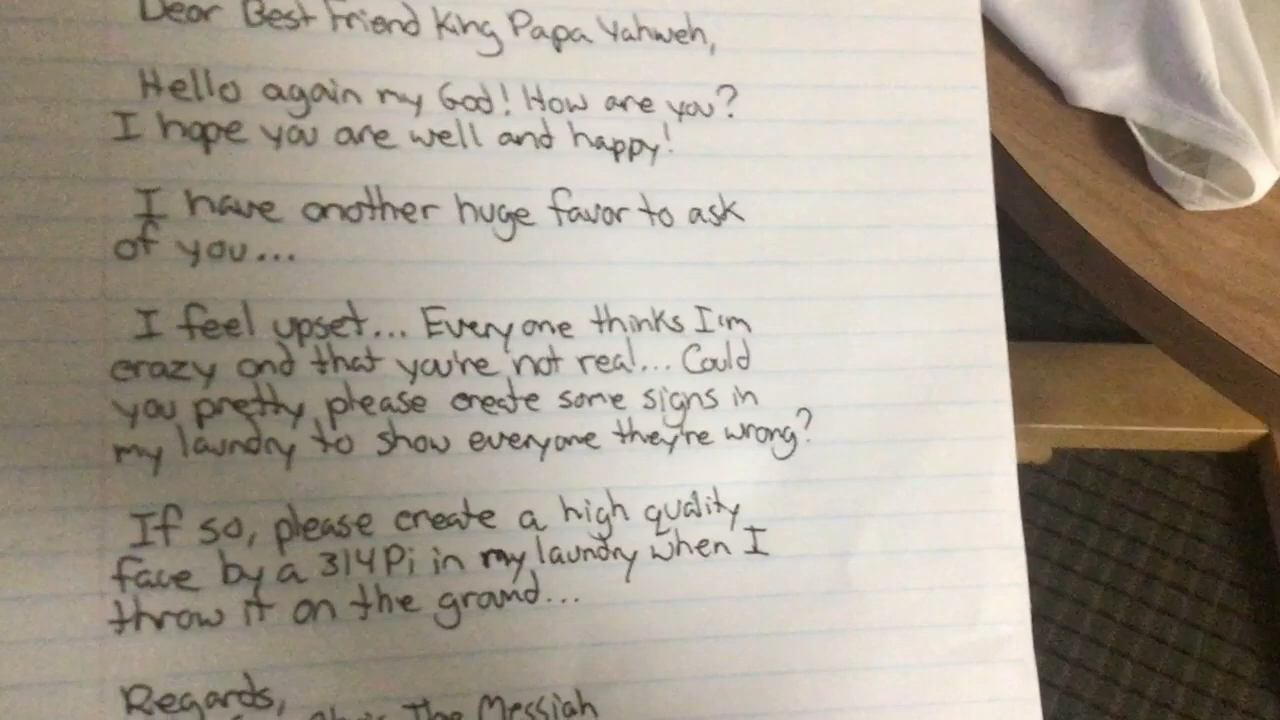 Dear Best Friend King Papa Yahweh,
Hello again my God! How are you?
I hope you are well and happy!
I have another huge favor to ask
of you...
I feel upset... Everyone thinks I'm
crazy and that you're not real... Could
you pretty please create some signs in
my laundry to show everyone they're wrong?
If so, please create a high quality
face by a 314Pi in my laundry when I
throw it on the ground...
Regards,
The Messiah